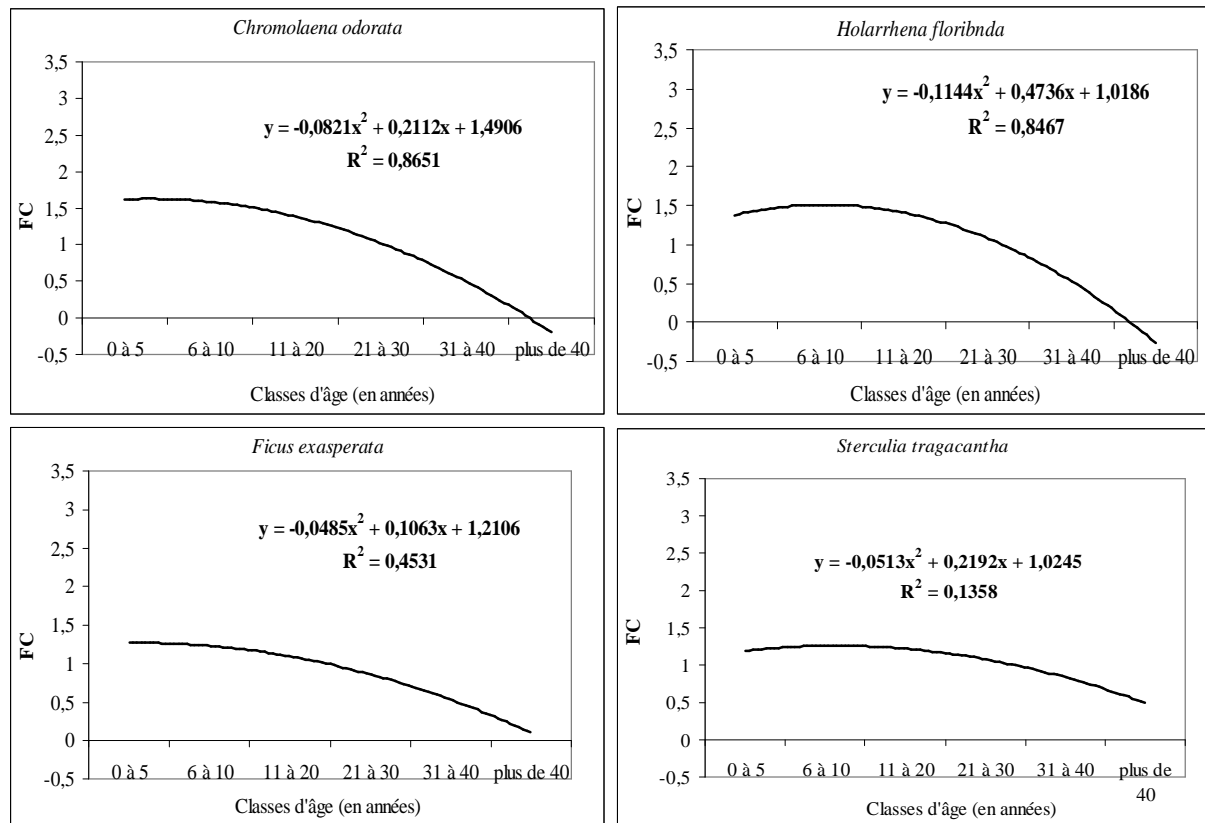 Chromolaena odorata
3,5
3
2,5
2
1,5
1
0,5
0
-0,5
FC
y = -0,0821x² + 0,2112x + 1,4906
R² = 0,8651
0 à 5 6 à 10 11 à 20 21 à 30 31 à 40 plus de 40
Classes d'âge (en années)
Holarrhena floribnda
3,5
3
2,5
2
1,5
1
0,5
0
-0,5
FC
y = -0,1144x² + 0,4736x + 1,0186
R² = 0,8467
0 à 5 6 à 10 11 à 20 21 à 30 31 à 40 plus de 40
Classes d'âge (en années)
Ficus exasperata
3,5
3
2,5
2
1,5
1
0,5
0
-0,5
FC
y = -0,0485x² + 0,1063x + 1,2106
R² = 0,4531
0 à 5 6 à 10 11 à 20 21 à 30 31 à 40 plus de 40
Classes d'âge (en années)
Sterculia tragacantha
3,5
3
2,5
2
1,5
1
0,5
0
-0,5
FC
y = -0,0513x² + 0,2192x + 1,0245
R² = 0,1358
0 à 5 6 à 10 11 à 20 21 à 30 31 à 40 plus de
40
Classes d'âge (en années)